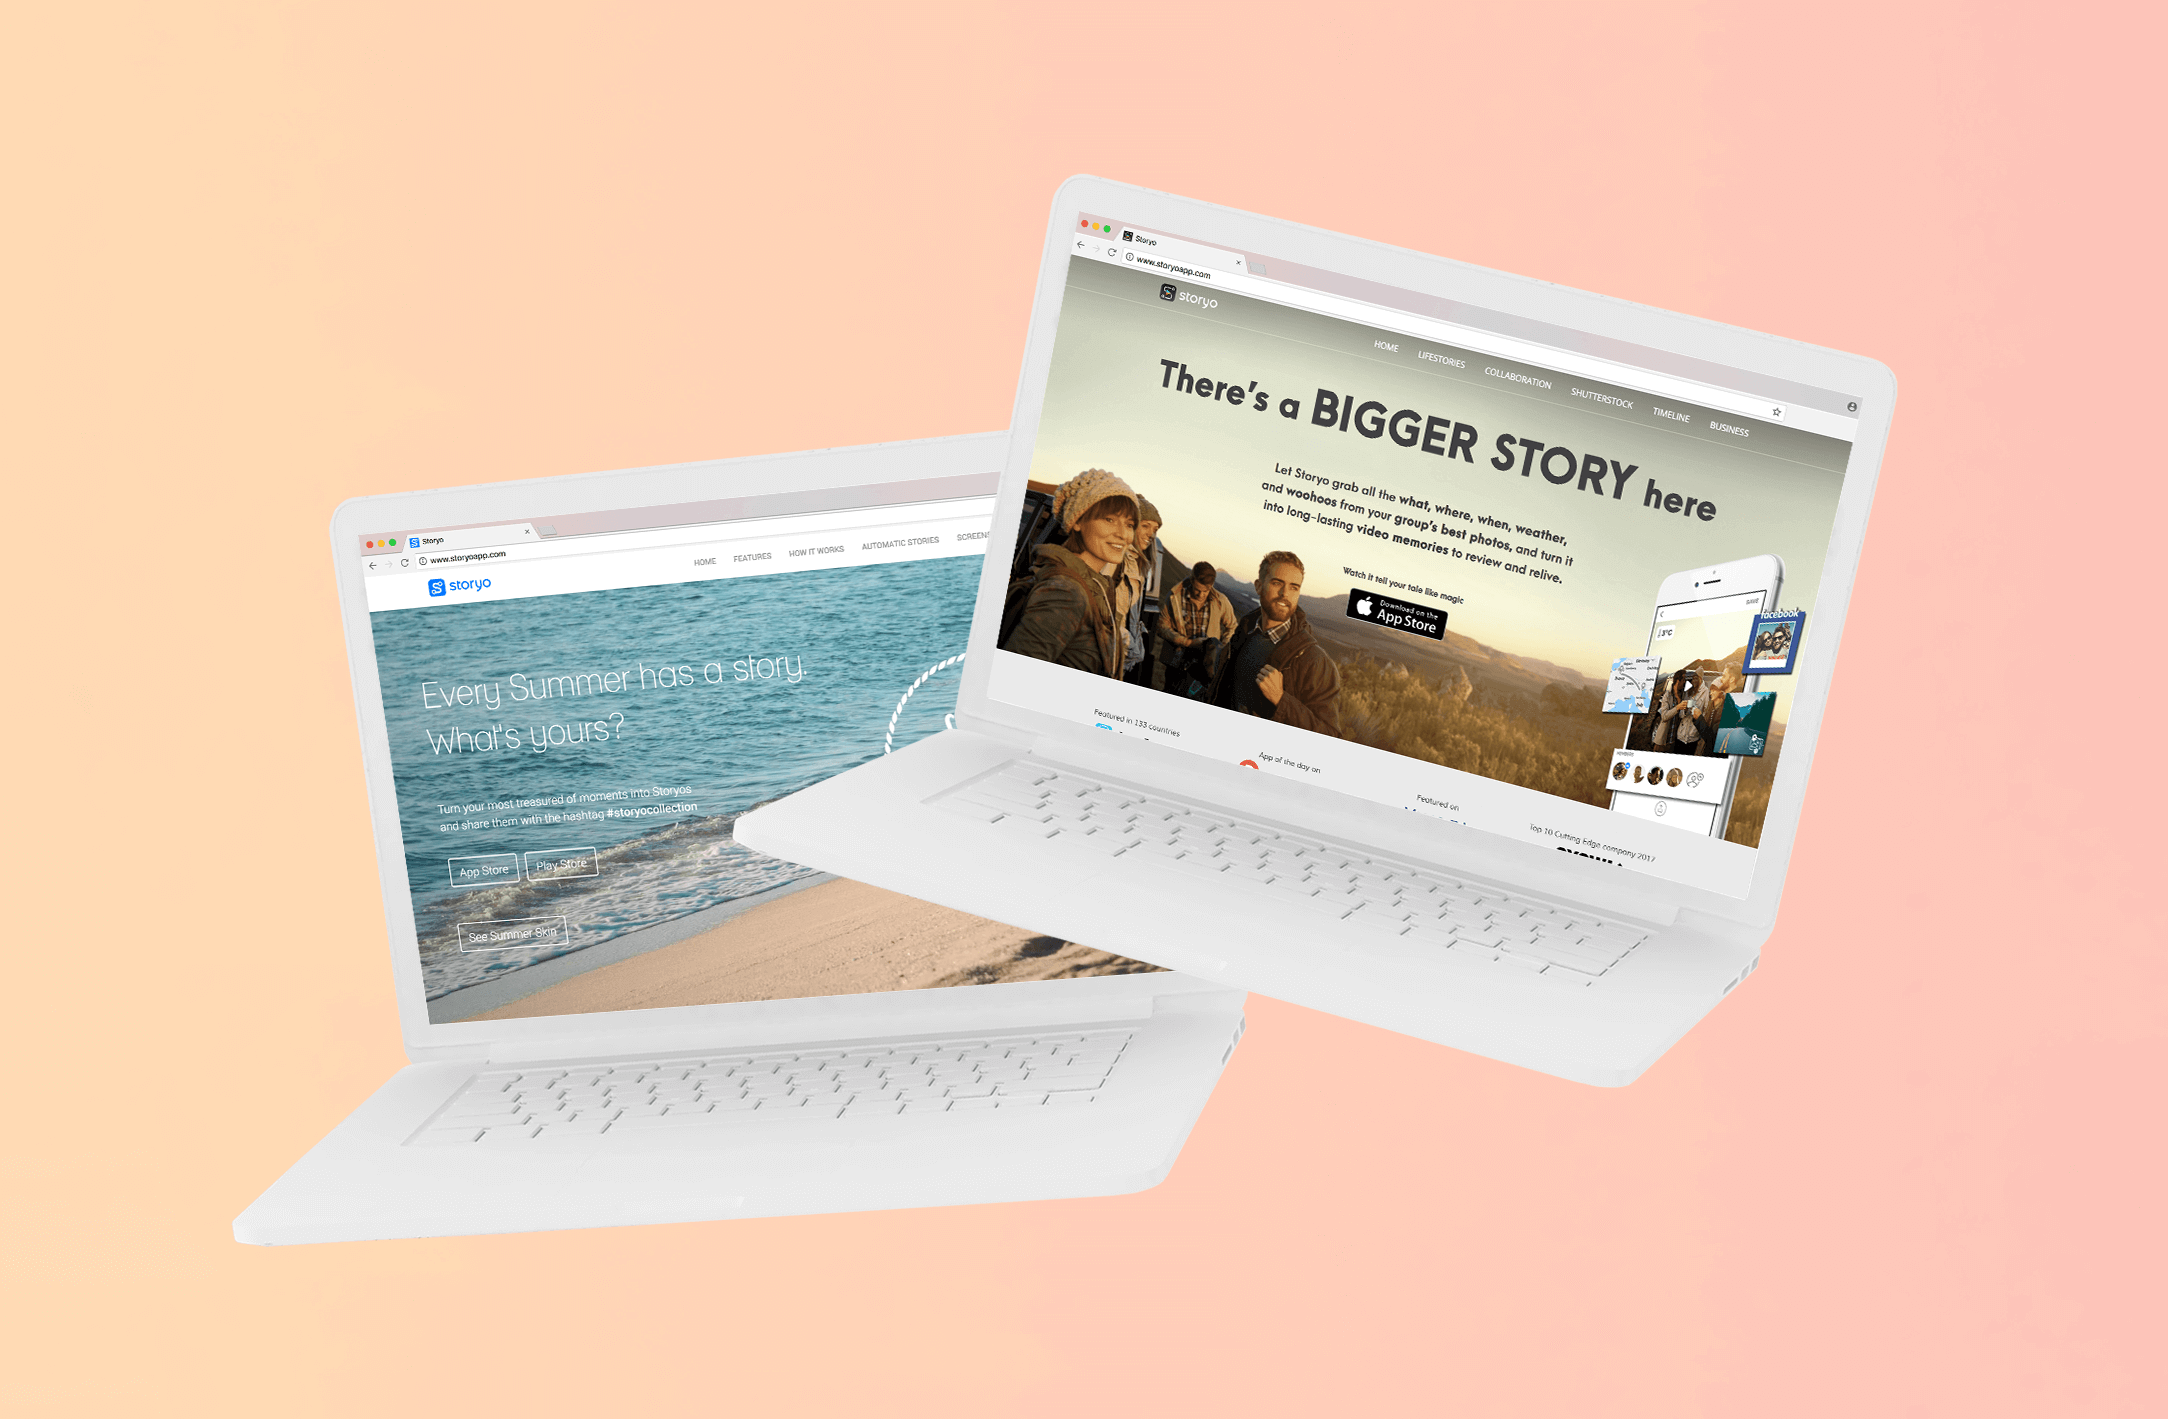 Storyo
www.storyoapp.com
storyo
HOME FEATURES HOW IT WORKS AUTOMATIC STORIES
Every Summer has a story.
What's yours?
Turn your most treasured of moments into Storyos
and share them with the hashtag #storyocollection
App Store Play Store
See Summer Skin
Storyo
www.storyoapp.com
storyo
HOME LIFESTORIES COLLABORATION SHUTTERSTOCK TIMELINE BUSINESS
There's a BIGGER STORY here
Let Storyo grab all the what, where, when, weather,
and woohoos from your group's best photos, and turn it
into long-lasting video memories to review and relive.
Watch it tell your tale like magic
Download on the
App Store
SAVE
3°C
facebook
Featured in 133 countries
App of the day on
Featured on
Top 10 Cutting Edge company 2017